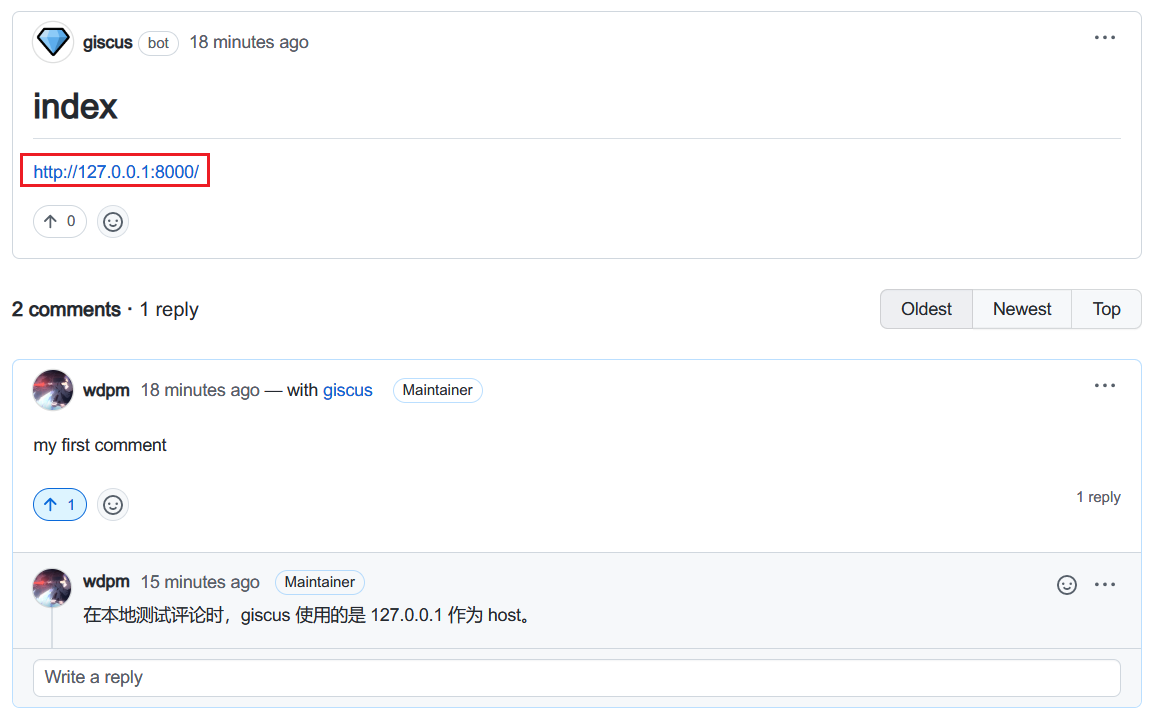 giscus bot 18 minutes ago
index
http://127.0.0.1:8000/
0
2 comments · 1 reply
Oldest Newest Top
wdpm 18 minutes ago — with giscus Maintainer
my first comment
1
1 reply
wdpm 15 minutes ago Maintainer
在本地测试评论时，giscus 使用的是 127.0.0.1 作为 host。
Write a reply